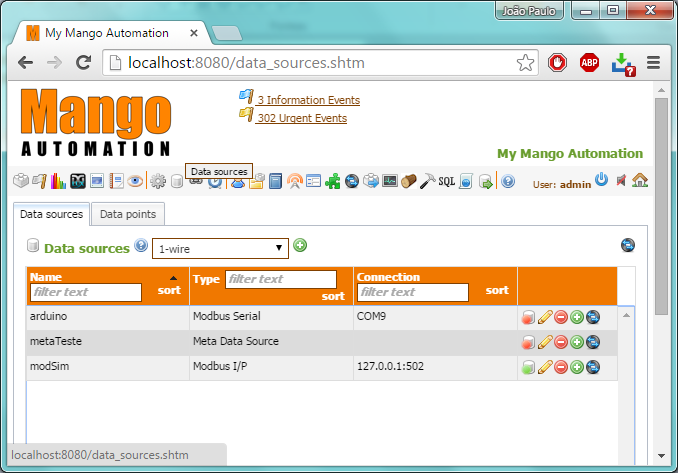 João Paulo
My Mango Automation
localhost:8080/data_sources.shtm
ABP
?
Mango
AUTOMATION
3 Information Events
302 Urgent Events
My Mango Automation
Data sources
SQL
User: admin
Data sources Data points
Data sources 1-wire
Name Type filter text Connection
filter text sort sort filter text sort
arduino Modbus Serial COM9
metaTeste Meta Data Source
modSim Modbus I/P 127.0.0.1:502
localhost:8080/data_sources.shtm